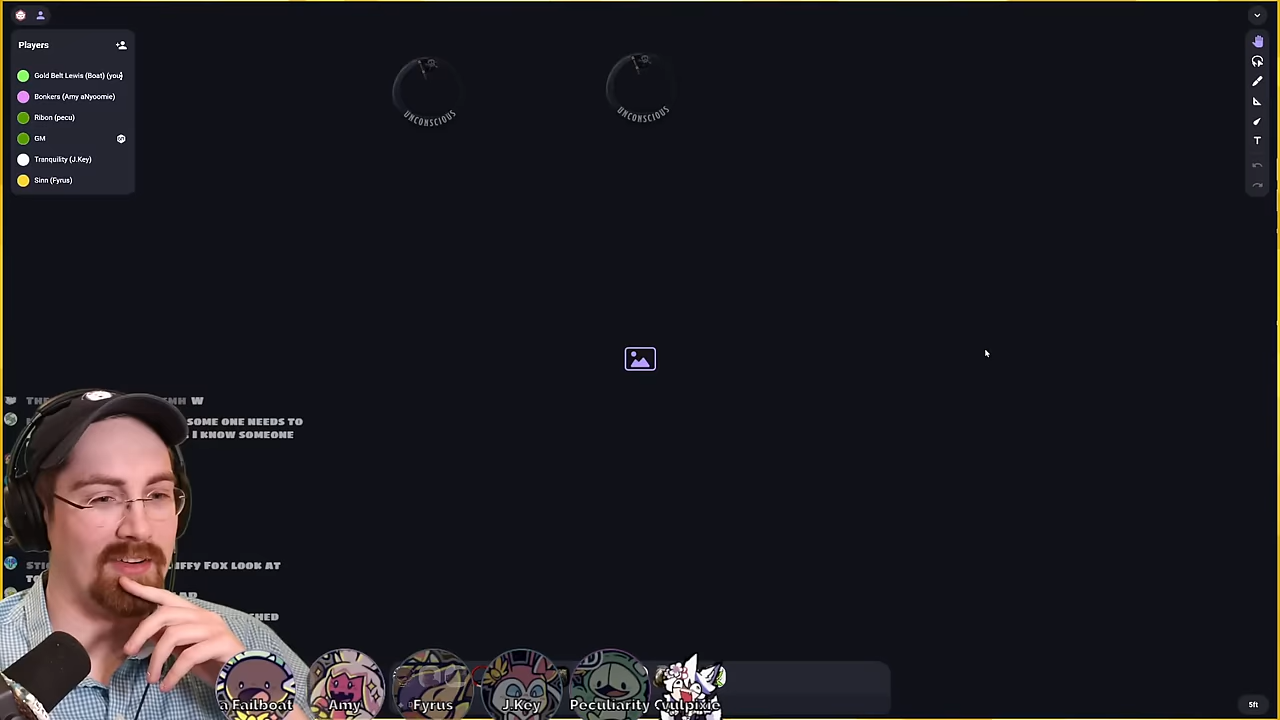 Players
Gold Belt Lewis (Boat) (you)
Bonkers (Amy aNyoomie)
Ribon (pecu)
GM
Tranquility (J.Key)
Sinn (Fyrus)
UNCONSCIOUS
UNCONSCIOUS
T
W
SOME ONE NEEDS TO
I KNOW SOMEONE
IFFY FOX LOOK AT
a Failboat
Amy
Fyrus
J.Key
Peculiarity
vulpixie
5ft